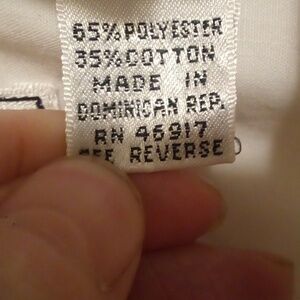 65% POLYESTER
35% COTTON
MADE IN
DOMINICAN REP.
RN 46917
SEE REVERSE